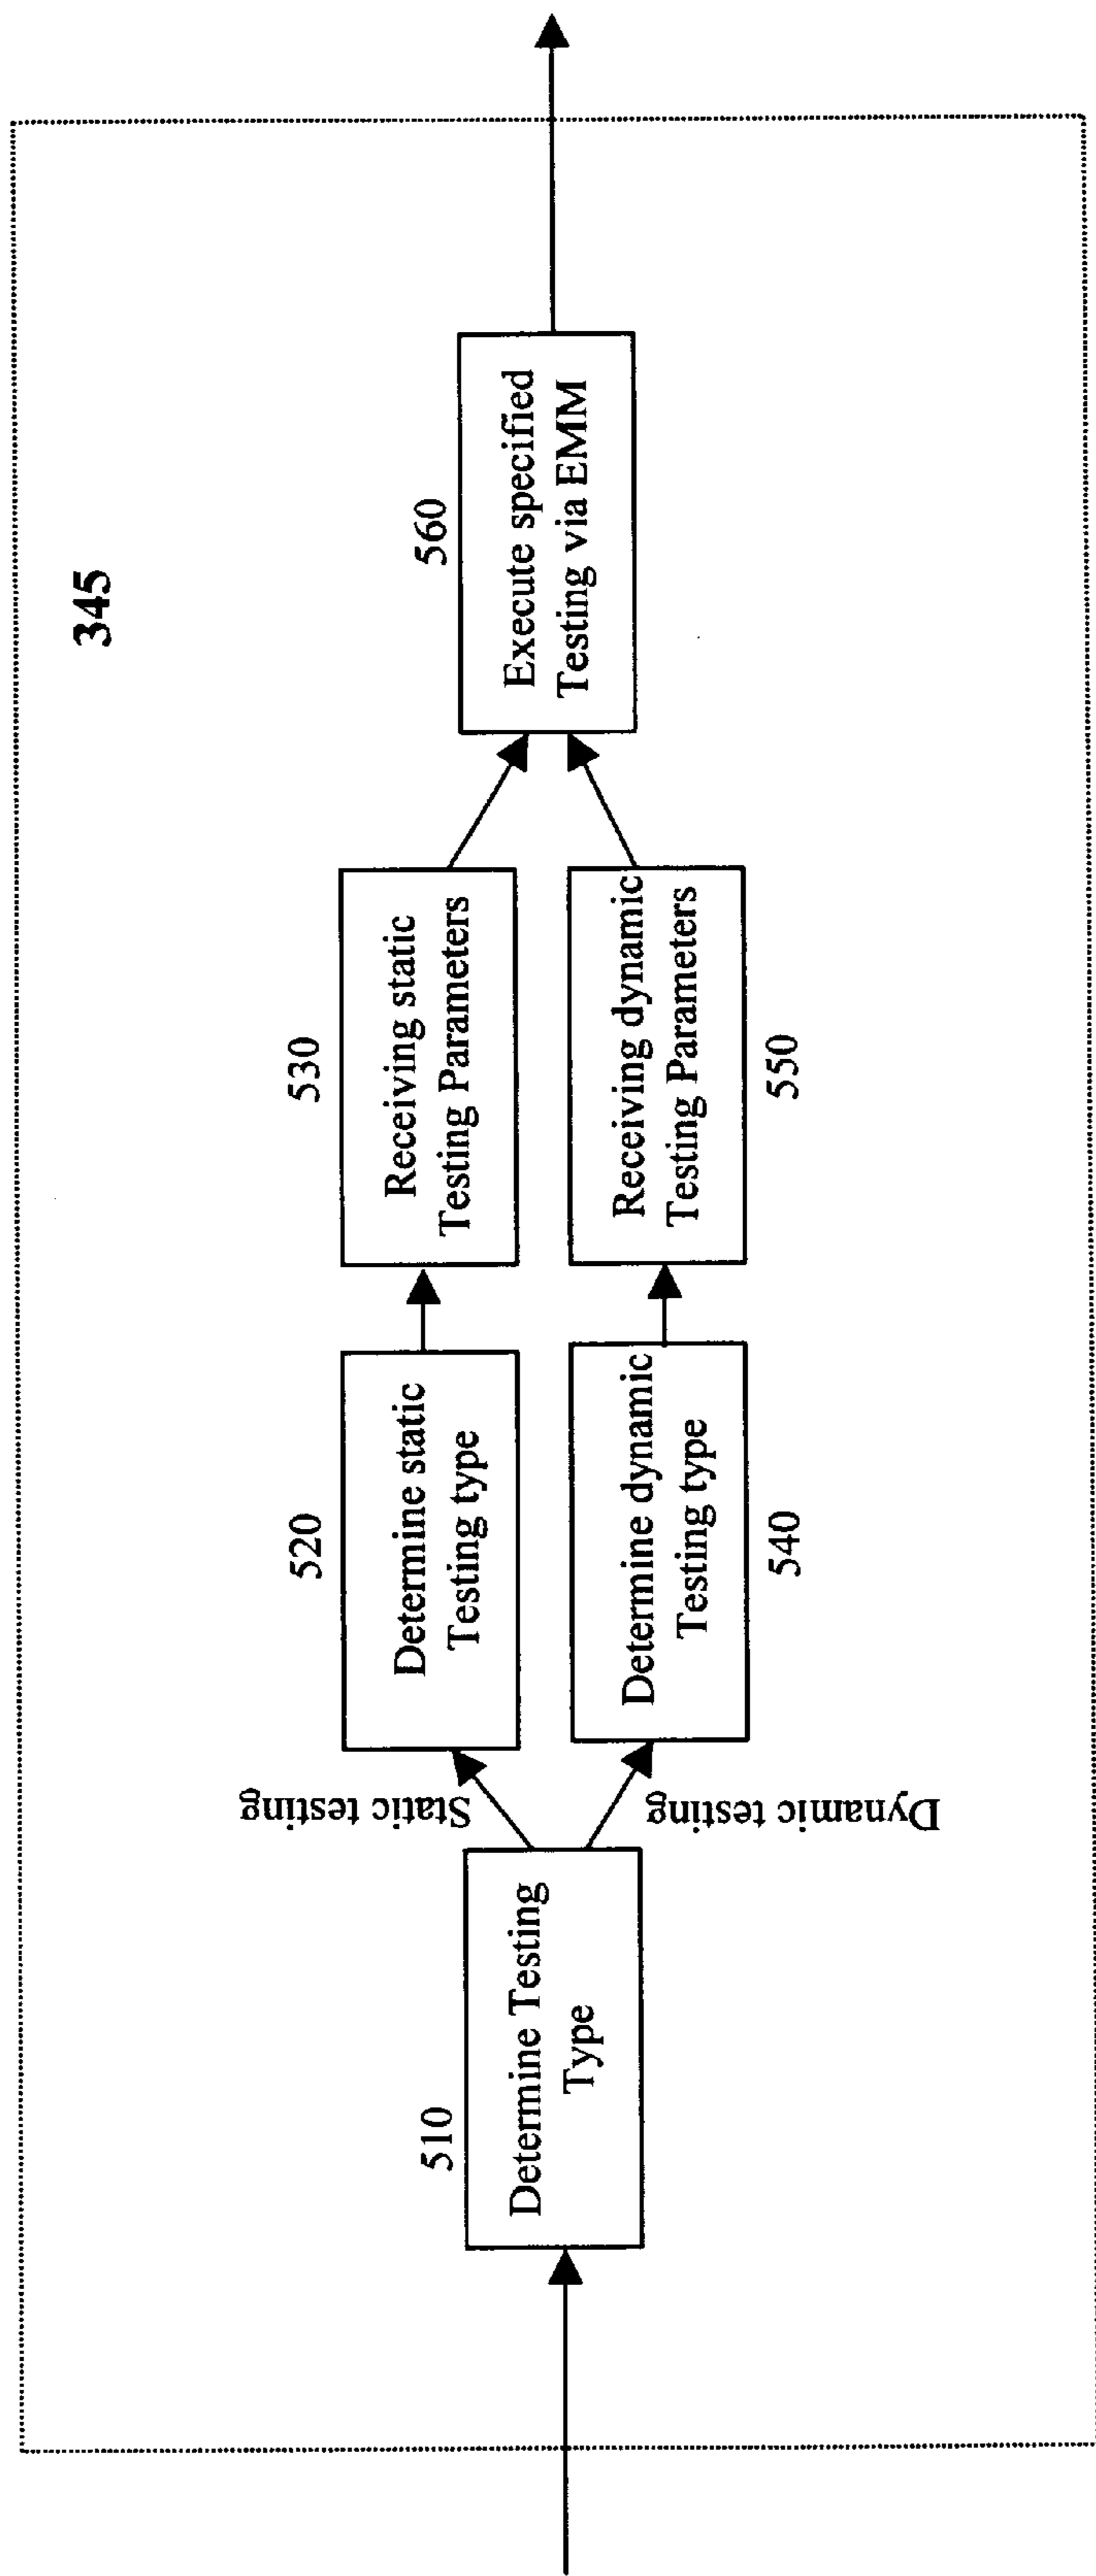 345
510
Determine Testing
Type
Static testing
Dynamic testing
520
Determine static
Testing type
530
Receiving static
Testing Parameters
Determine dynamic
Testing type
540
Receiving dynamic
Testing Parameters
550
560
Execute specified
Testing via EMM